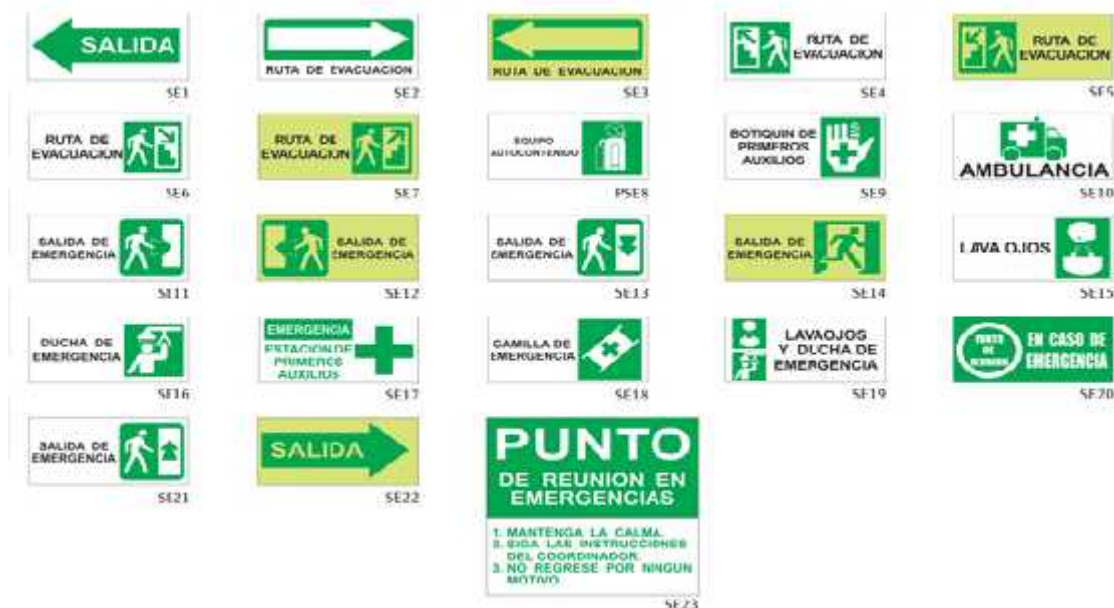 SALIDA
SE1
RUTA DE EVACUACION
SE2
RUTA DE EVACUACION
SE3
RUTA DE
EVACUACION
SE4
RUTA DE
EVACUACION
SE5
RUTA DE
EVACUACION
SE6
RUTA DE
EVACUACION
SE7
EQUIPO
AUTOCONTENIDO
PSE8
BOTIQUIN DE
PRIMEROS
AUXILIOS
SE9
AMBULANCIA
SE10
SALIDA DE
EMERGENCIA
SE11
SALIDA DE
EMERGENCIA
SE12
SALIDA DE
EMERGENCIA
SE13
SALIDA DE
EMERGENCIA
SE14
LAVA OJOS
SE15
DUCHA DE
EMERGENCIA
SE16
EMERGENCIA
ESTACION DE
PRIMEROS
AUXILIOS
SE17
CAMILLA DE
EMERGENCIA
SE18
LAVAOJOS
Y DUCHA DE
EMERGENCIA
SE19
PUNTO
DE
REUNION
EN CASO DE
EMERGENCIA
SE20
SALIDA DE
EMERGENCIA
SE21
SALIDA
SE22
PUNTO
DE REUNION EN
EMERGENCIAS
1. MANTENGA LA CALMA.
2. SIGA LAS INSTRUCCIONES
DEL COORDINADOR.
3. NO REGRESE POR NINGUN
MOTIVO.
SE23